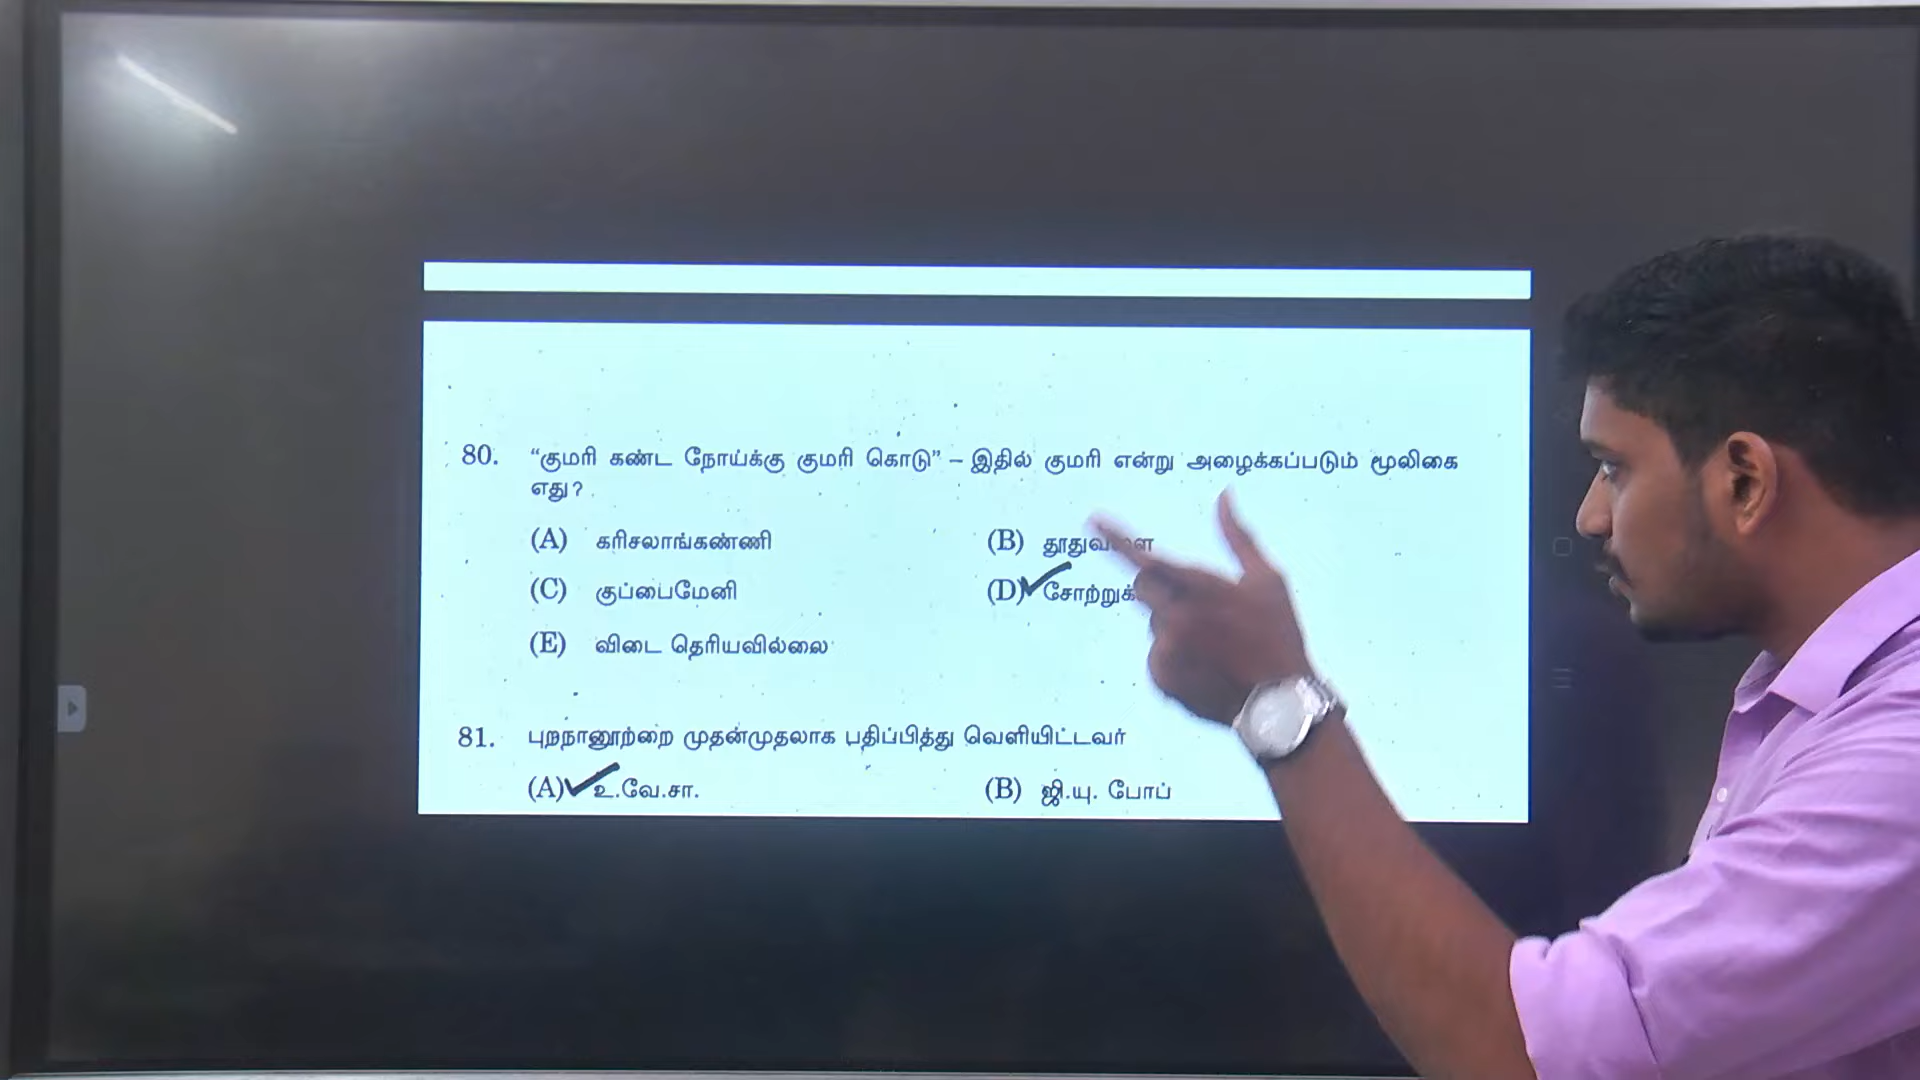 80. “குமரி கண்ட நோய்க்கு குமரி கொடு” – இதில் குமரி என்று அழைக்கப்படும் மூலிகை
எது?
(A) கரிசலாங்கண்ணி (B) தூதுவளை
(C) குப்பைமேனி (D)
(E) விடை தெரியவில்லை
81. புறநானூற்றை முதன்முதலாக பதிப்பித்து வெளியிட்டவர்
(A) உ.வே.சா. (B) ஜி.யு. போப்